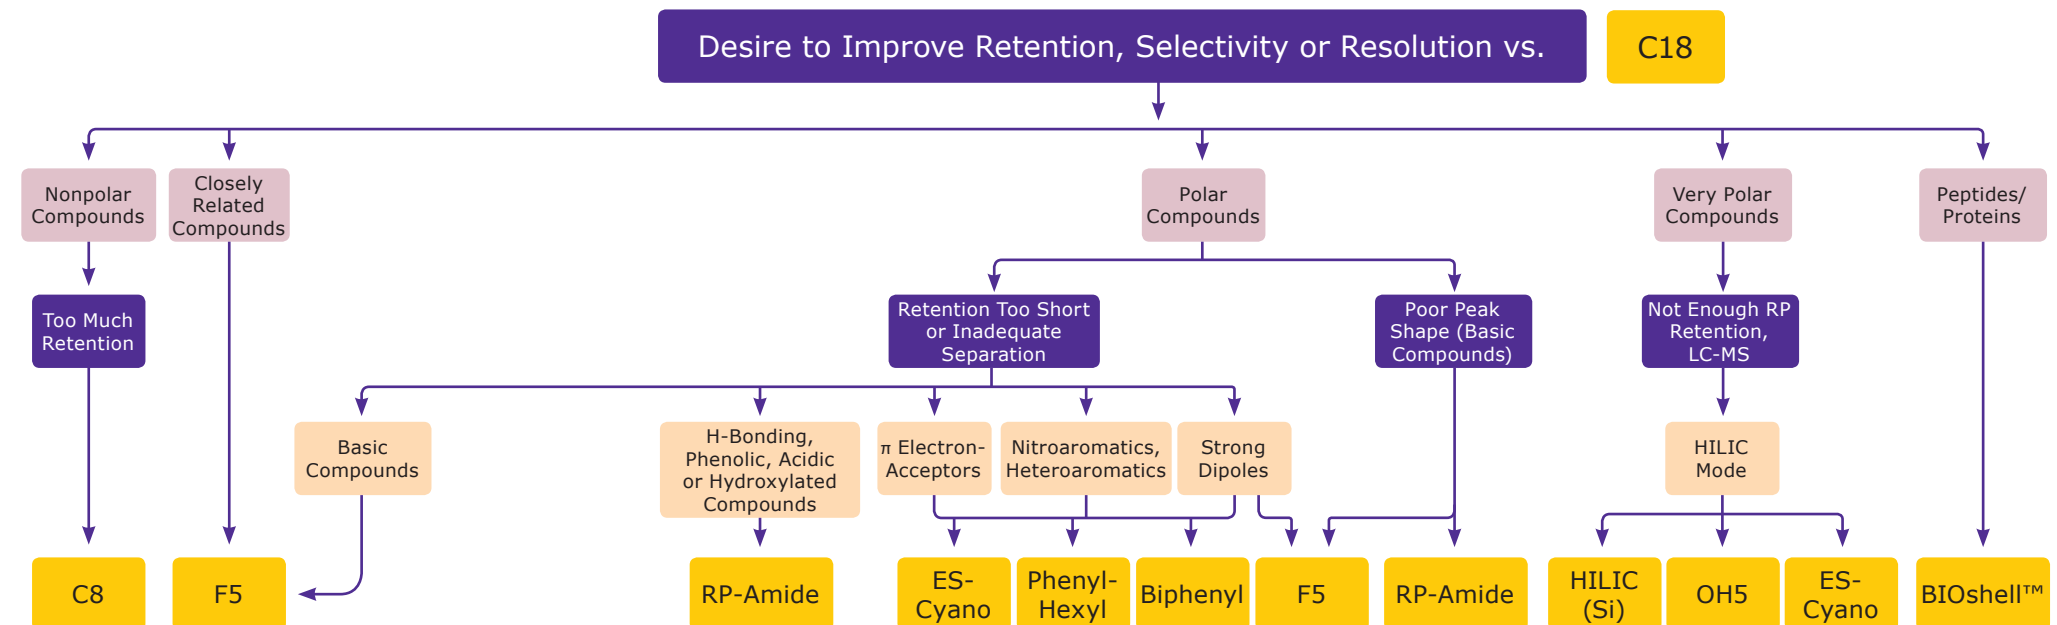 Desire to Improve Retention, Selectivity or Resolution vs.
C18
Nonpolar
Compounds
Closely
Related
Compounds
Polar
Compounds
Very Polar
Compounds
Peptides/
Proteins
Too Much
Retention
Retention Too Short
or Inadequate
Separation
Poor Peak
Shape (Basic
Compounds)
Not Enough RP
Retention,
LC-MS
Basic
Compounds
H-Bonding,
Phenolic, Acidic
or Hydroxylated
Compounds
π Electron-
Acceptors
Nitroaromatics,
Heteroaromatics
Strong
Dipoles
HILIC
Mode
C8
F5
RP-Amide
ES-
Cyano
Phenyl-
Hexyl
Biphenyl
F5
RP-Amide
HILIC
(Si)
OH5
ES-
Cyano
BIOshell™